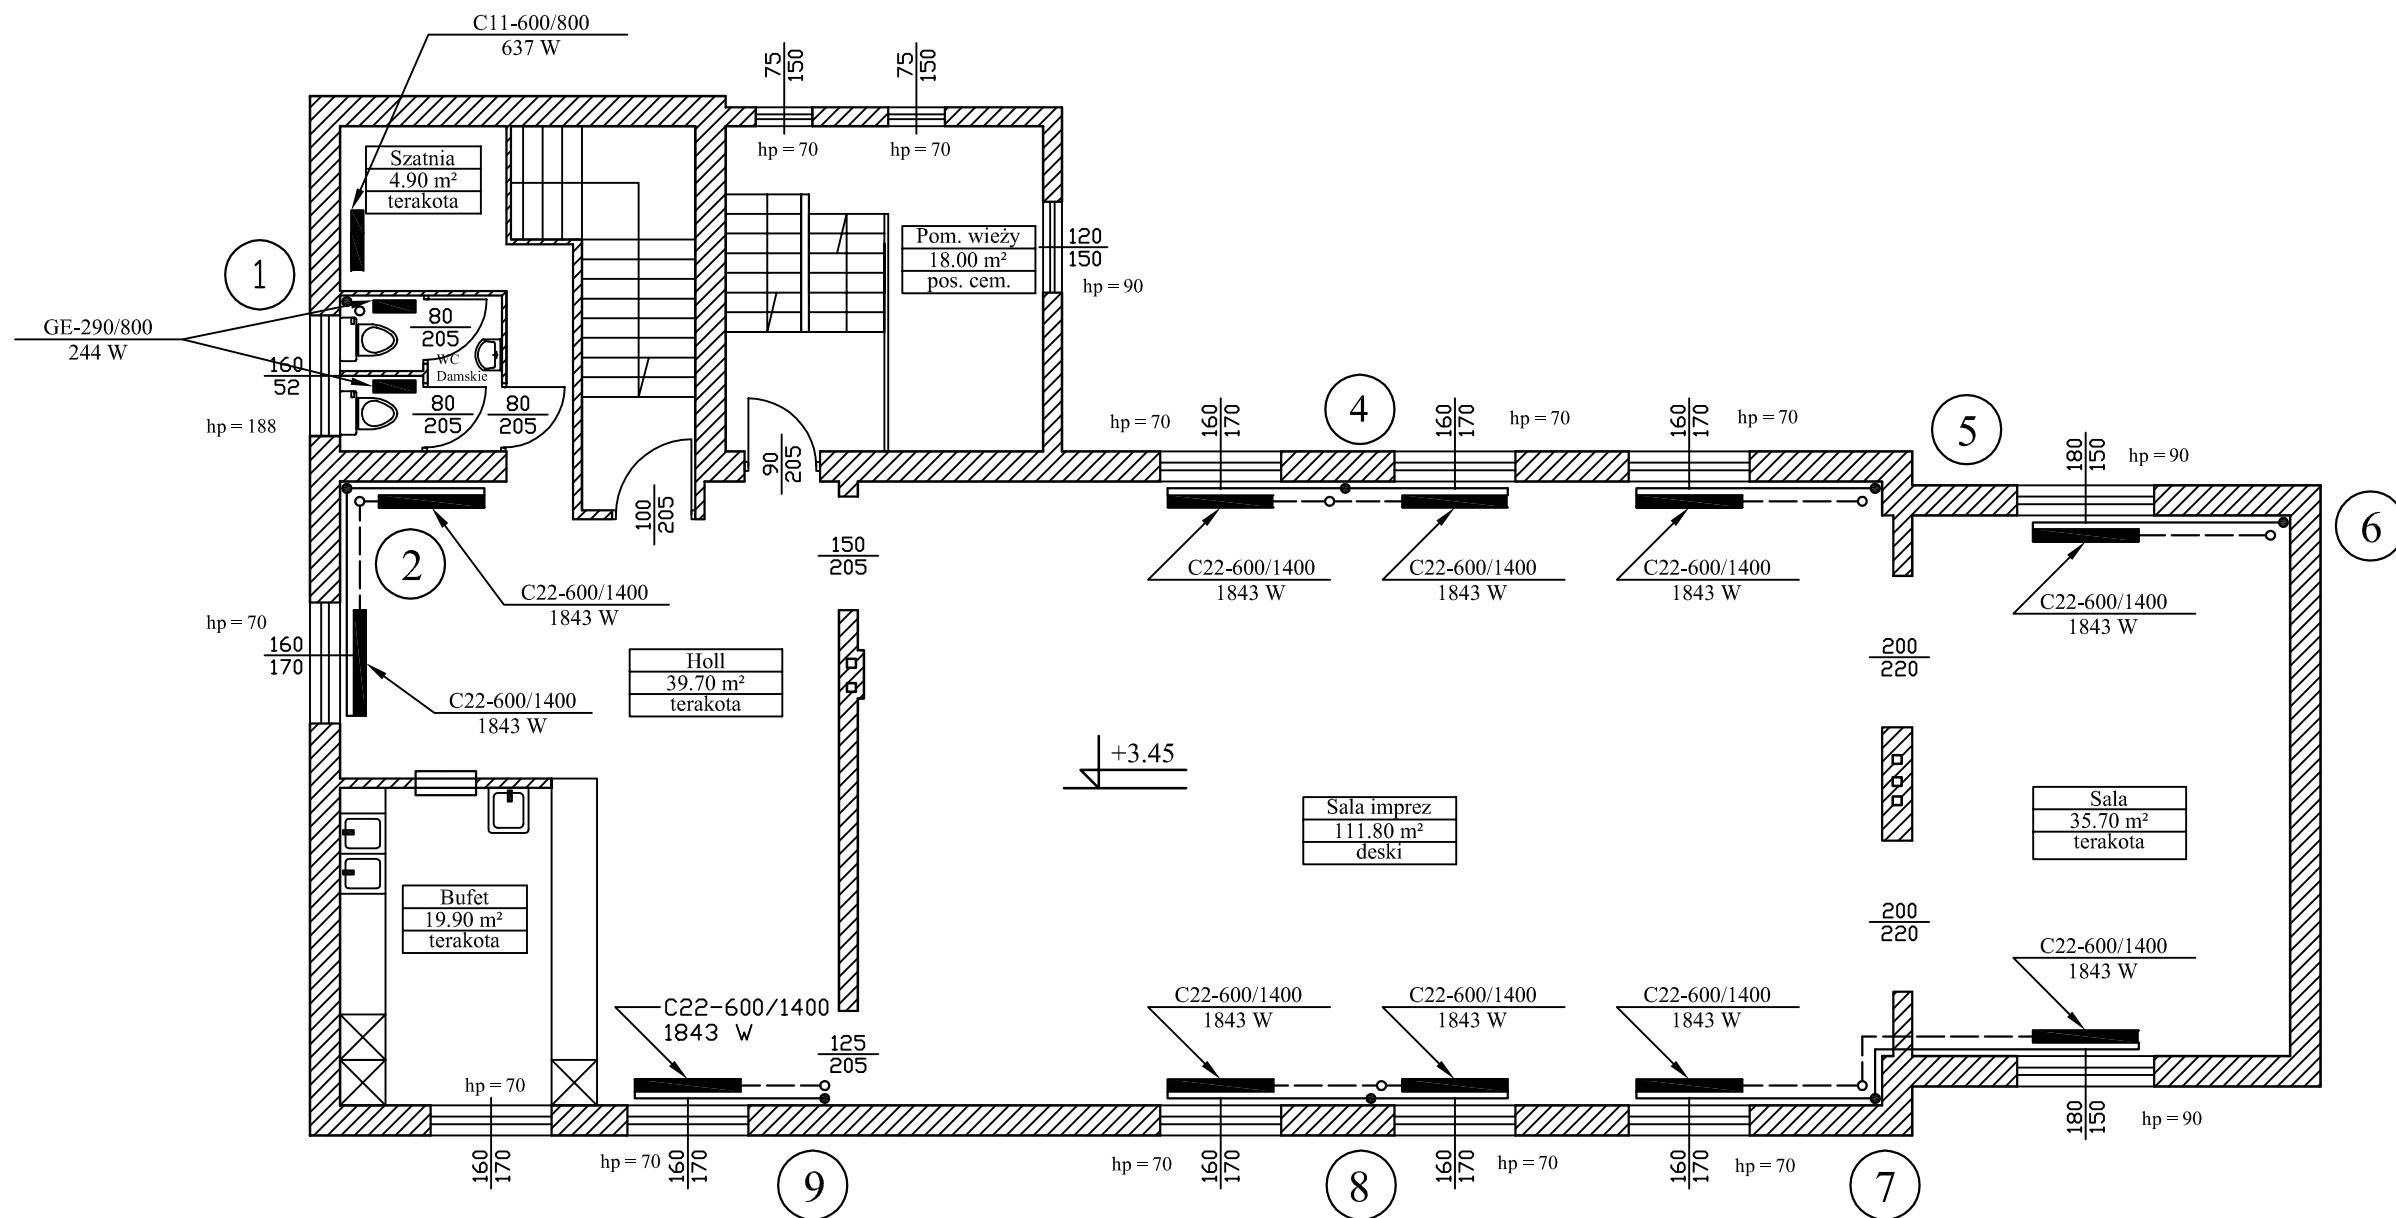 C11-600/800
637 W
75
150
75
150
hp = 70
hp = 70
Szatnia
4.90 m²
terakota
Pom. wieży
18.00 m²
pos. cem.
120
150
hp = 90
1
GE-290/800
244 W
80
205
WC
Damskie
160
52
80
205
80
205
hp = 188
90
205
100
205
hp = 70
160
170
4
160
170
hp = 70
160
170
hp = 70
5
180
150
hp = 90
6
2
150
205
C22-600/1400
1843 W
C22-600/1400
1843 W
C22-600/1400
1843 W
C22-600/1400
1843 W
C22-600/1400
1843 W
hp = 70
160
170
Holl
39.70 m²
terakota
200
220
C22-600/1400
1843 W
+3.45
Sala imprez
111.80 m²
deski
Sala
35.70 m²
terakota
Bufet
19.90 m²
terakota
200
220
C22-600/1400
1843 W
C22-600/1400
1843 W
C22-600/1400
1843 W
C22-600/1400
1843 W
C22-600/1400
1843 W
125
205
hp = 70
160
170
hp = 70
160
170
9
hp = 70
160
170
8
160
170
hp = 70
160
170
hp = 70
7
180
150
hp = 90